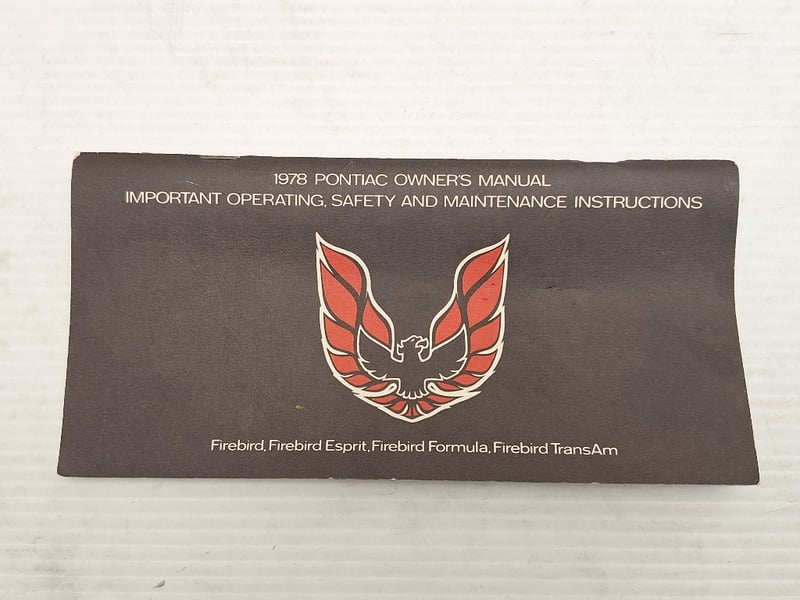 1978 PONTIAC OWNER'S MANUAL
IMPORTANT OPERATING, SAFETY AND MAINTENANCE INSTRUCTIONS
Firebird, Firebird Esprit, Firebird Formula, Firebird TransAm